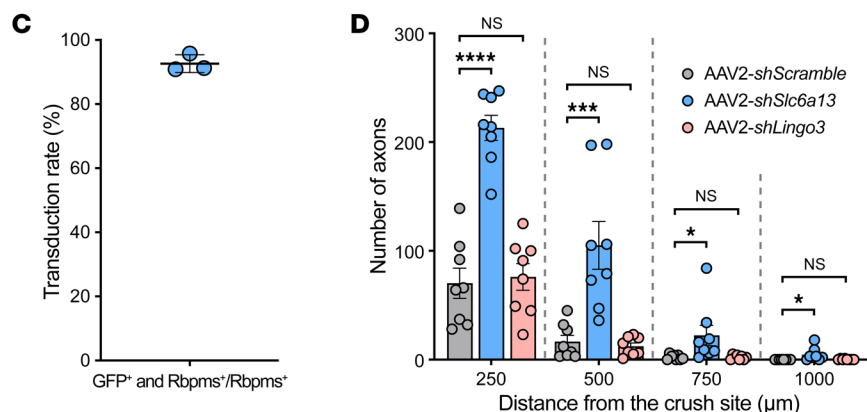 C
Transduction rate (%)
100
80
60
40
20
0
GFP⁺ and Rbpms⁺/Rbpms⁺
D
Number of axons
300
200
100
0
NS
****
NS
***
NS
*
NS
*
AAV2-shScramble
AAV2-shSlc6a13
AAV2-shLingo3
250 500 750 1000
Distance from the crush site (µm)